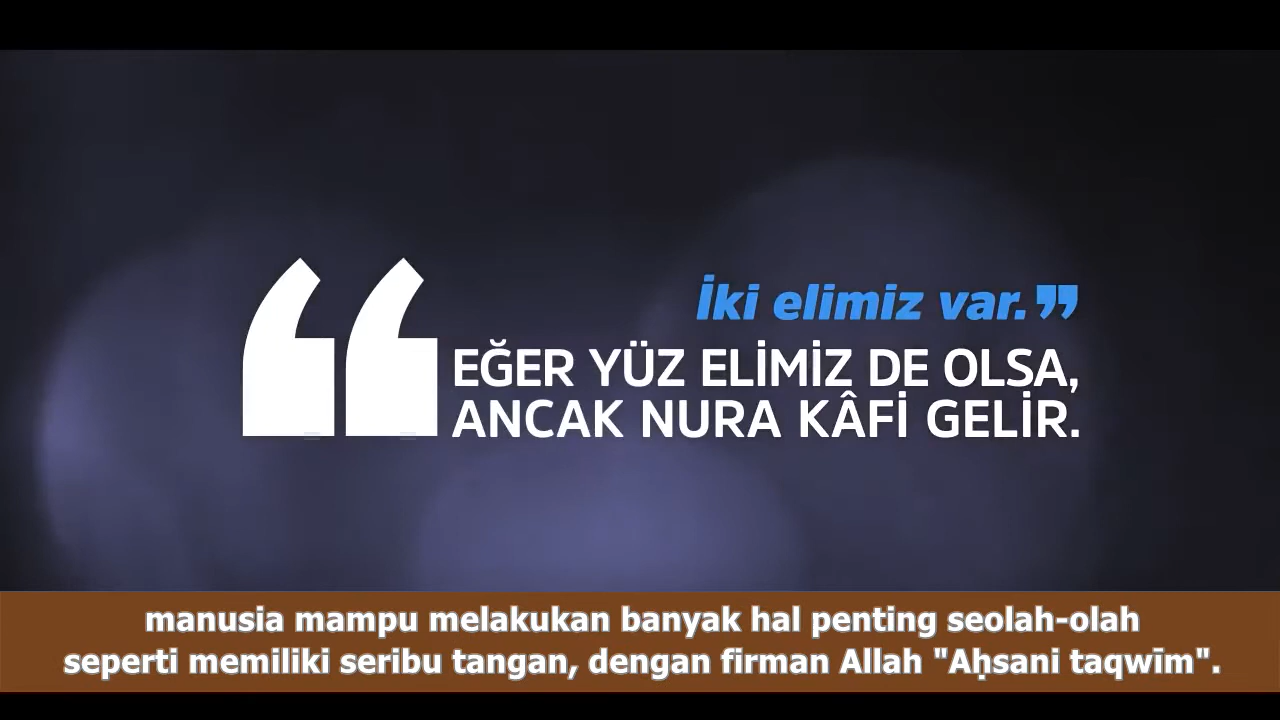 İki elimiz var.”
“EĞER YÜZ ELİMİZ DE OLSA,
ANCAK NURA KÂFİ GELİR.
manusia mampu melakukan banyak hal penting seolah-olah
seperti memiliki seribu tangan, dengan firman Allah "Aḥsani taqwīm".